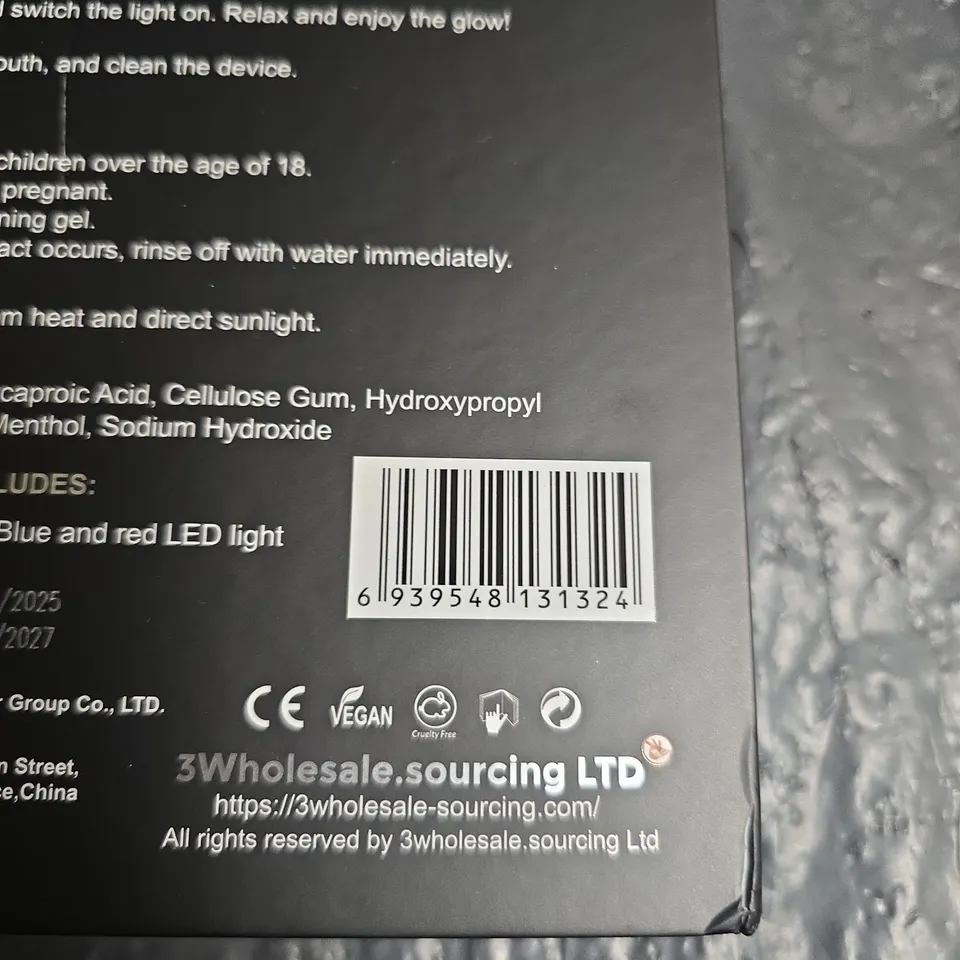 switch the light on. Relax and enjoy the glow!
outh, and clean the device.
children over the age of 18.
pregnant.
ning gel.
act occurs, rinse off with water immediately.
m heat and direct sunlight.
caproic Acid, Cellulose Gum, Hydroxypropyl
Menthol, Sodium Hydroxide
LUDES:
Blue and red LED light
6 939548 131324
/2025
/2027
r Group Co., LTD.
CE VEGAN Cruelty Free
n Street,
ce,China
3Wholesale.sourcing LTD
https://3wholesale-sourcing.com/
All rights reserved by 3wholesale.sourcing Ltd